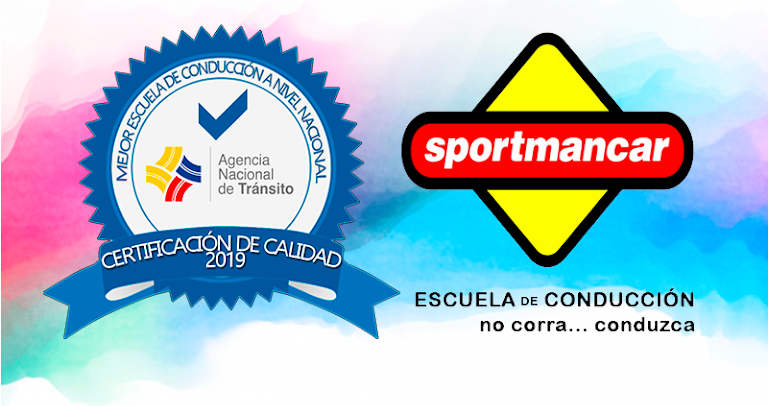 MEJOR ESCUELA DE CONDUCCIÓN A NIVEL NACIONAL
Agencia
Nacional
de Tránsito
CERTIFICACIÓN DE CALIDAD
2019
sportmancar
ESCUELA DE CONDUCCIÓN
no corra... conduzca